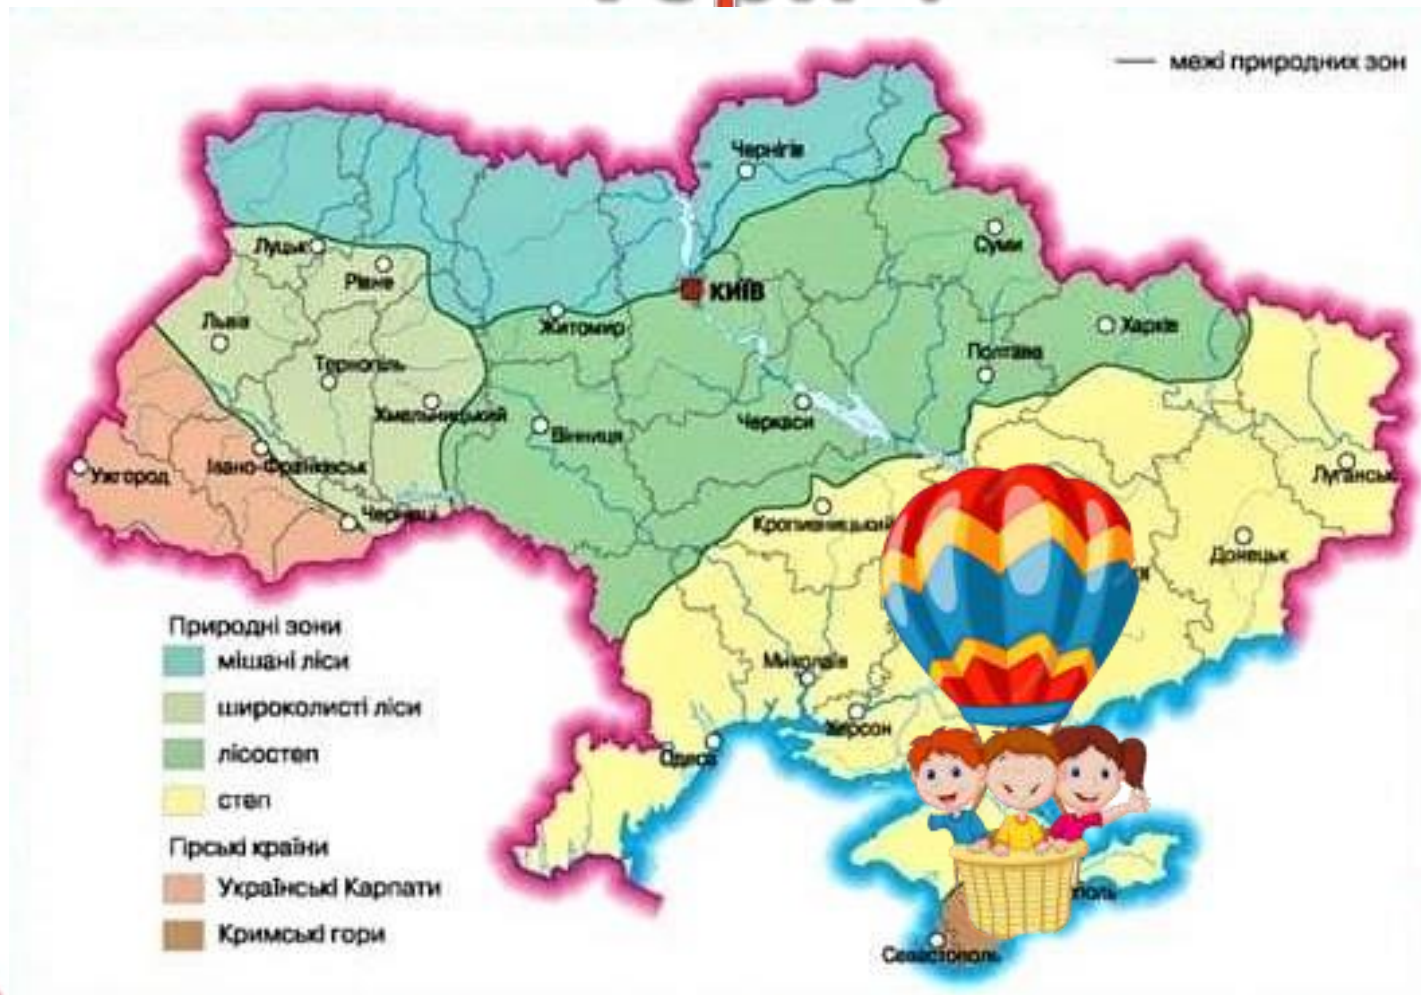 межі природних зон
Чернігів
Суми
Луцьк
Рівне
КИЇВ
Житомир
Львів
Харків
Полтава
Тернопіль
Хмельницький
Черкаси
Вінниця
Ужгород
Івано-Франківськ
Луганськ
Чернівці
Кропивницький
Донецьк
Миколаїв
Херсон
Одеса
поль
Севастополь
Природні зони
мішані ліси
широколисті ліси
лісостеп
степ
Гірські країни
Українські Карпати
Кримські гори